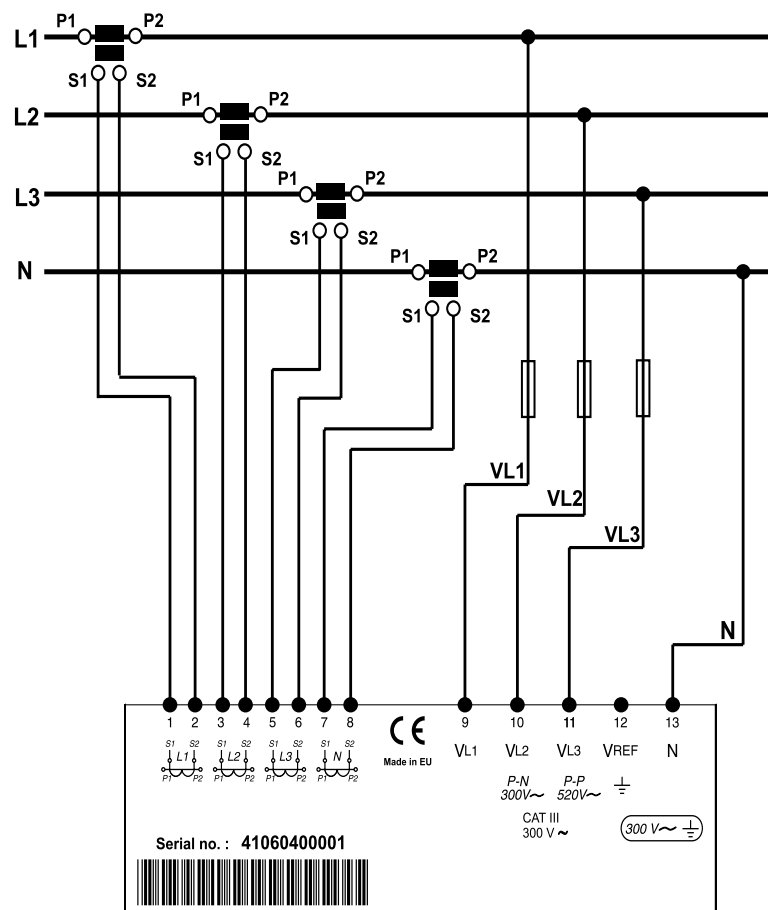 P1 P2
L1
S1 S2
P1 P2
L2
S1 S2
P1 P2
L3
S1 S2
P1 P2
N
S1 S2
VL1
VL2
VL3
N
1 2 3 4 5 6 7 8 9 10 11 12 13
S1 S2 S1 S2 S1 S2 S1 S2
L1 L2 L3 N
P1 P2 P1 P2 P1 P2 P1 P2
CE
Made in EU
VL1 VL2 VL3 VREF N
P-N P-P
300V~ 520V~
CAT III
300 V ~
300 V~
Serial no. : 41060400001